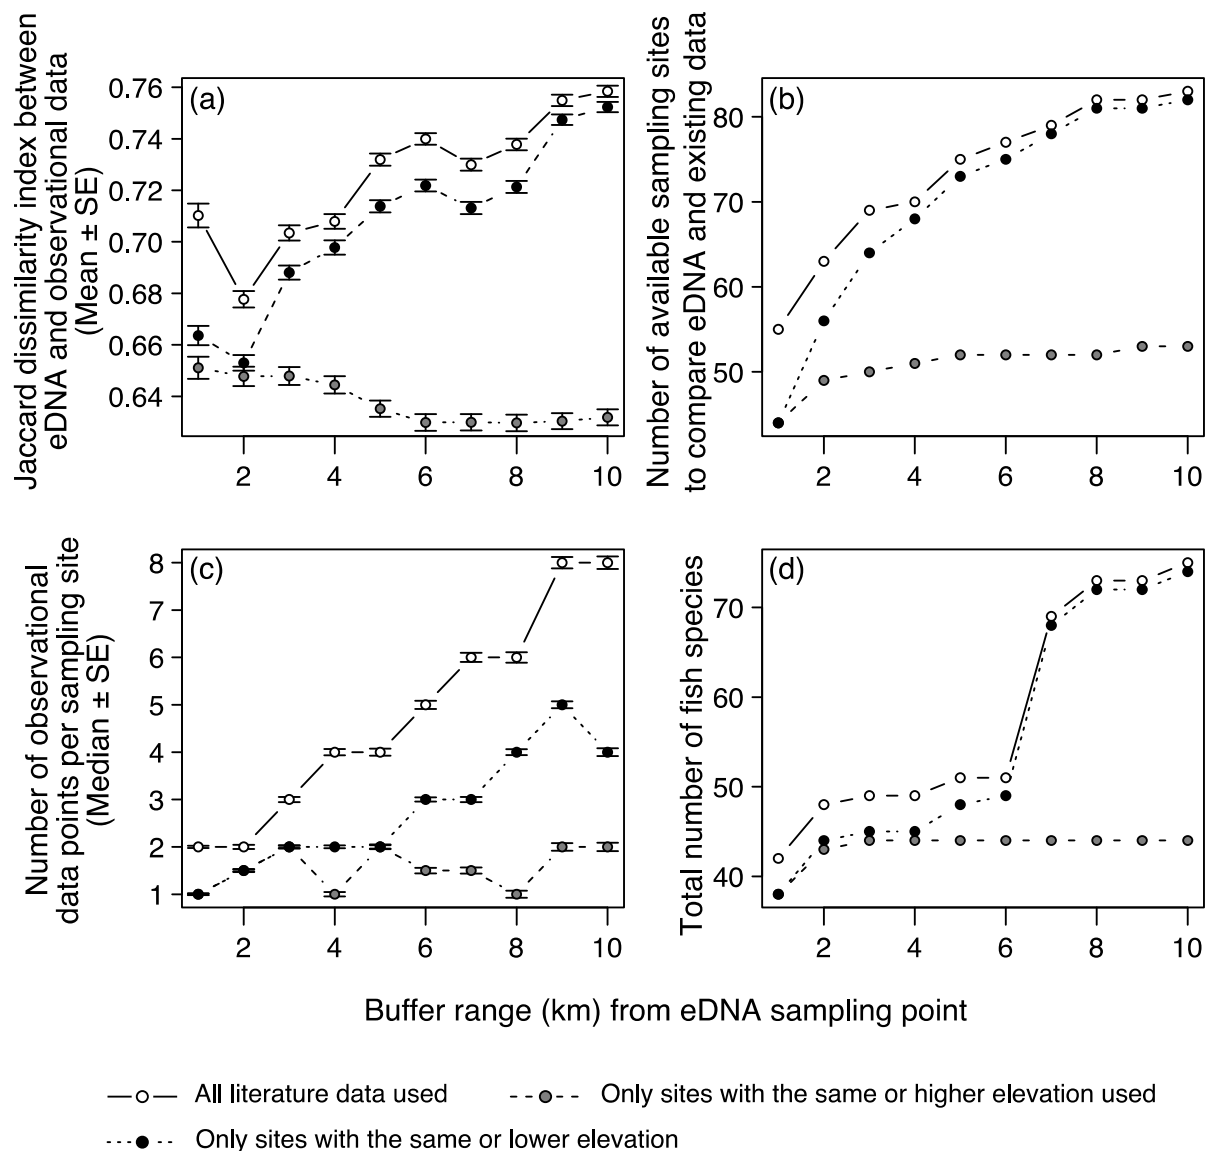 Jaccard dissimilarity index between
eDNA and observational data
(Mean ± SE)
(a)
0.76
0.74
0.72
0.70
0.68
0.66
0.64
2 4 6 8 10
Number of available sampling sites
to compare eDNA and existing data
(b)
80
70
60
50
2 4 6 8 10
Number of observational
data points per sampling site
(Median ± SE)
(c)
8
7
6
5
4
3
2
1
2 4 6 8 10
Total number of fish species
(d)
70
60
50
40
2 4 6 8 10
Buffer range (km) from eDNA sampling point
All literature data used
Only sites with the same or higher elevation used
Only sites with the same or lower elevation